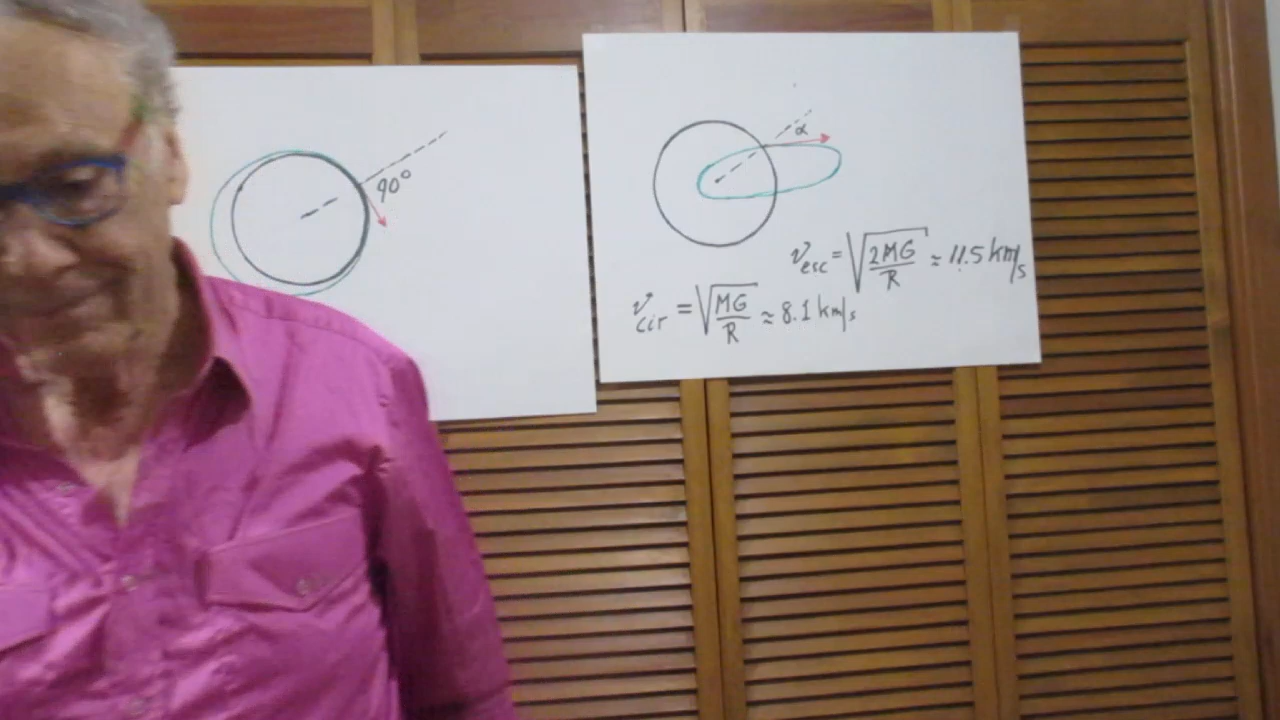 90°
α
v_esc = √(2MG/R) ≈ 11.5 km/s
v_cir = √(MG/R) ≈ 8.1 km/s